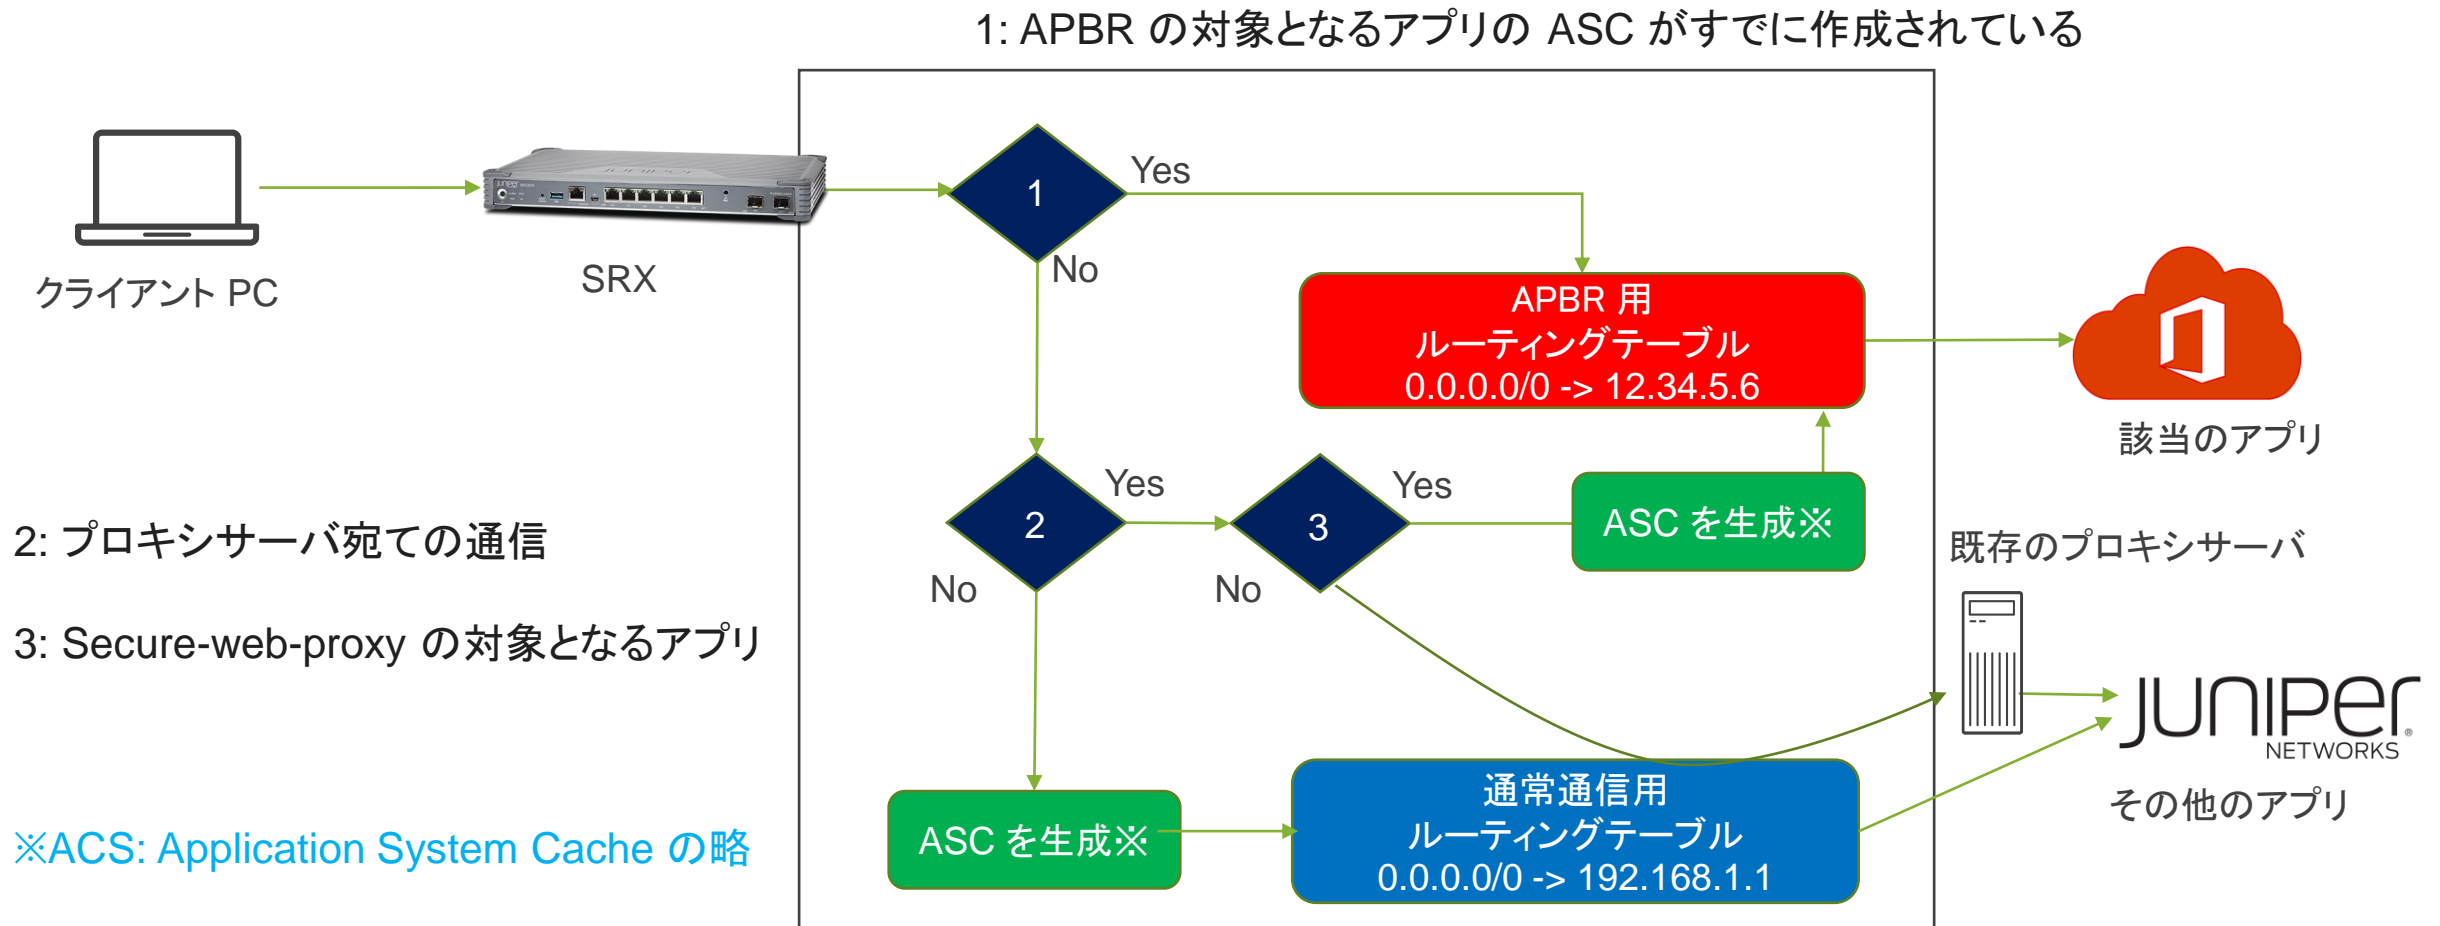 1: APBR の対象となるアプリの ASC がすでに作成されている
1
Yes
No
クライアント PC
SRX
APBR 用
ルーティングテーブル
0.0.0.0/0 -> 12.34.5.6
該当のアプリ
2
Yes
No
3
Yes
No
ASC を生成※
2: プロキシサーバ宛ての通信
既存のプロキシサーバ
3: Secure-web-proxy の対象となるアプリ
JUNIPEr
NETWORKS
®
その他のアプリ
ASC を生成※
通常通信用
ルーティングテーブル
0.0.0.0/0 -> 192.168.1.1
※ACS: Application System Cache の略